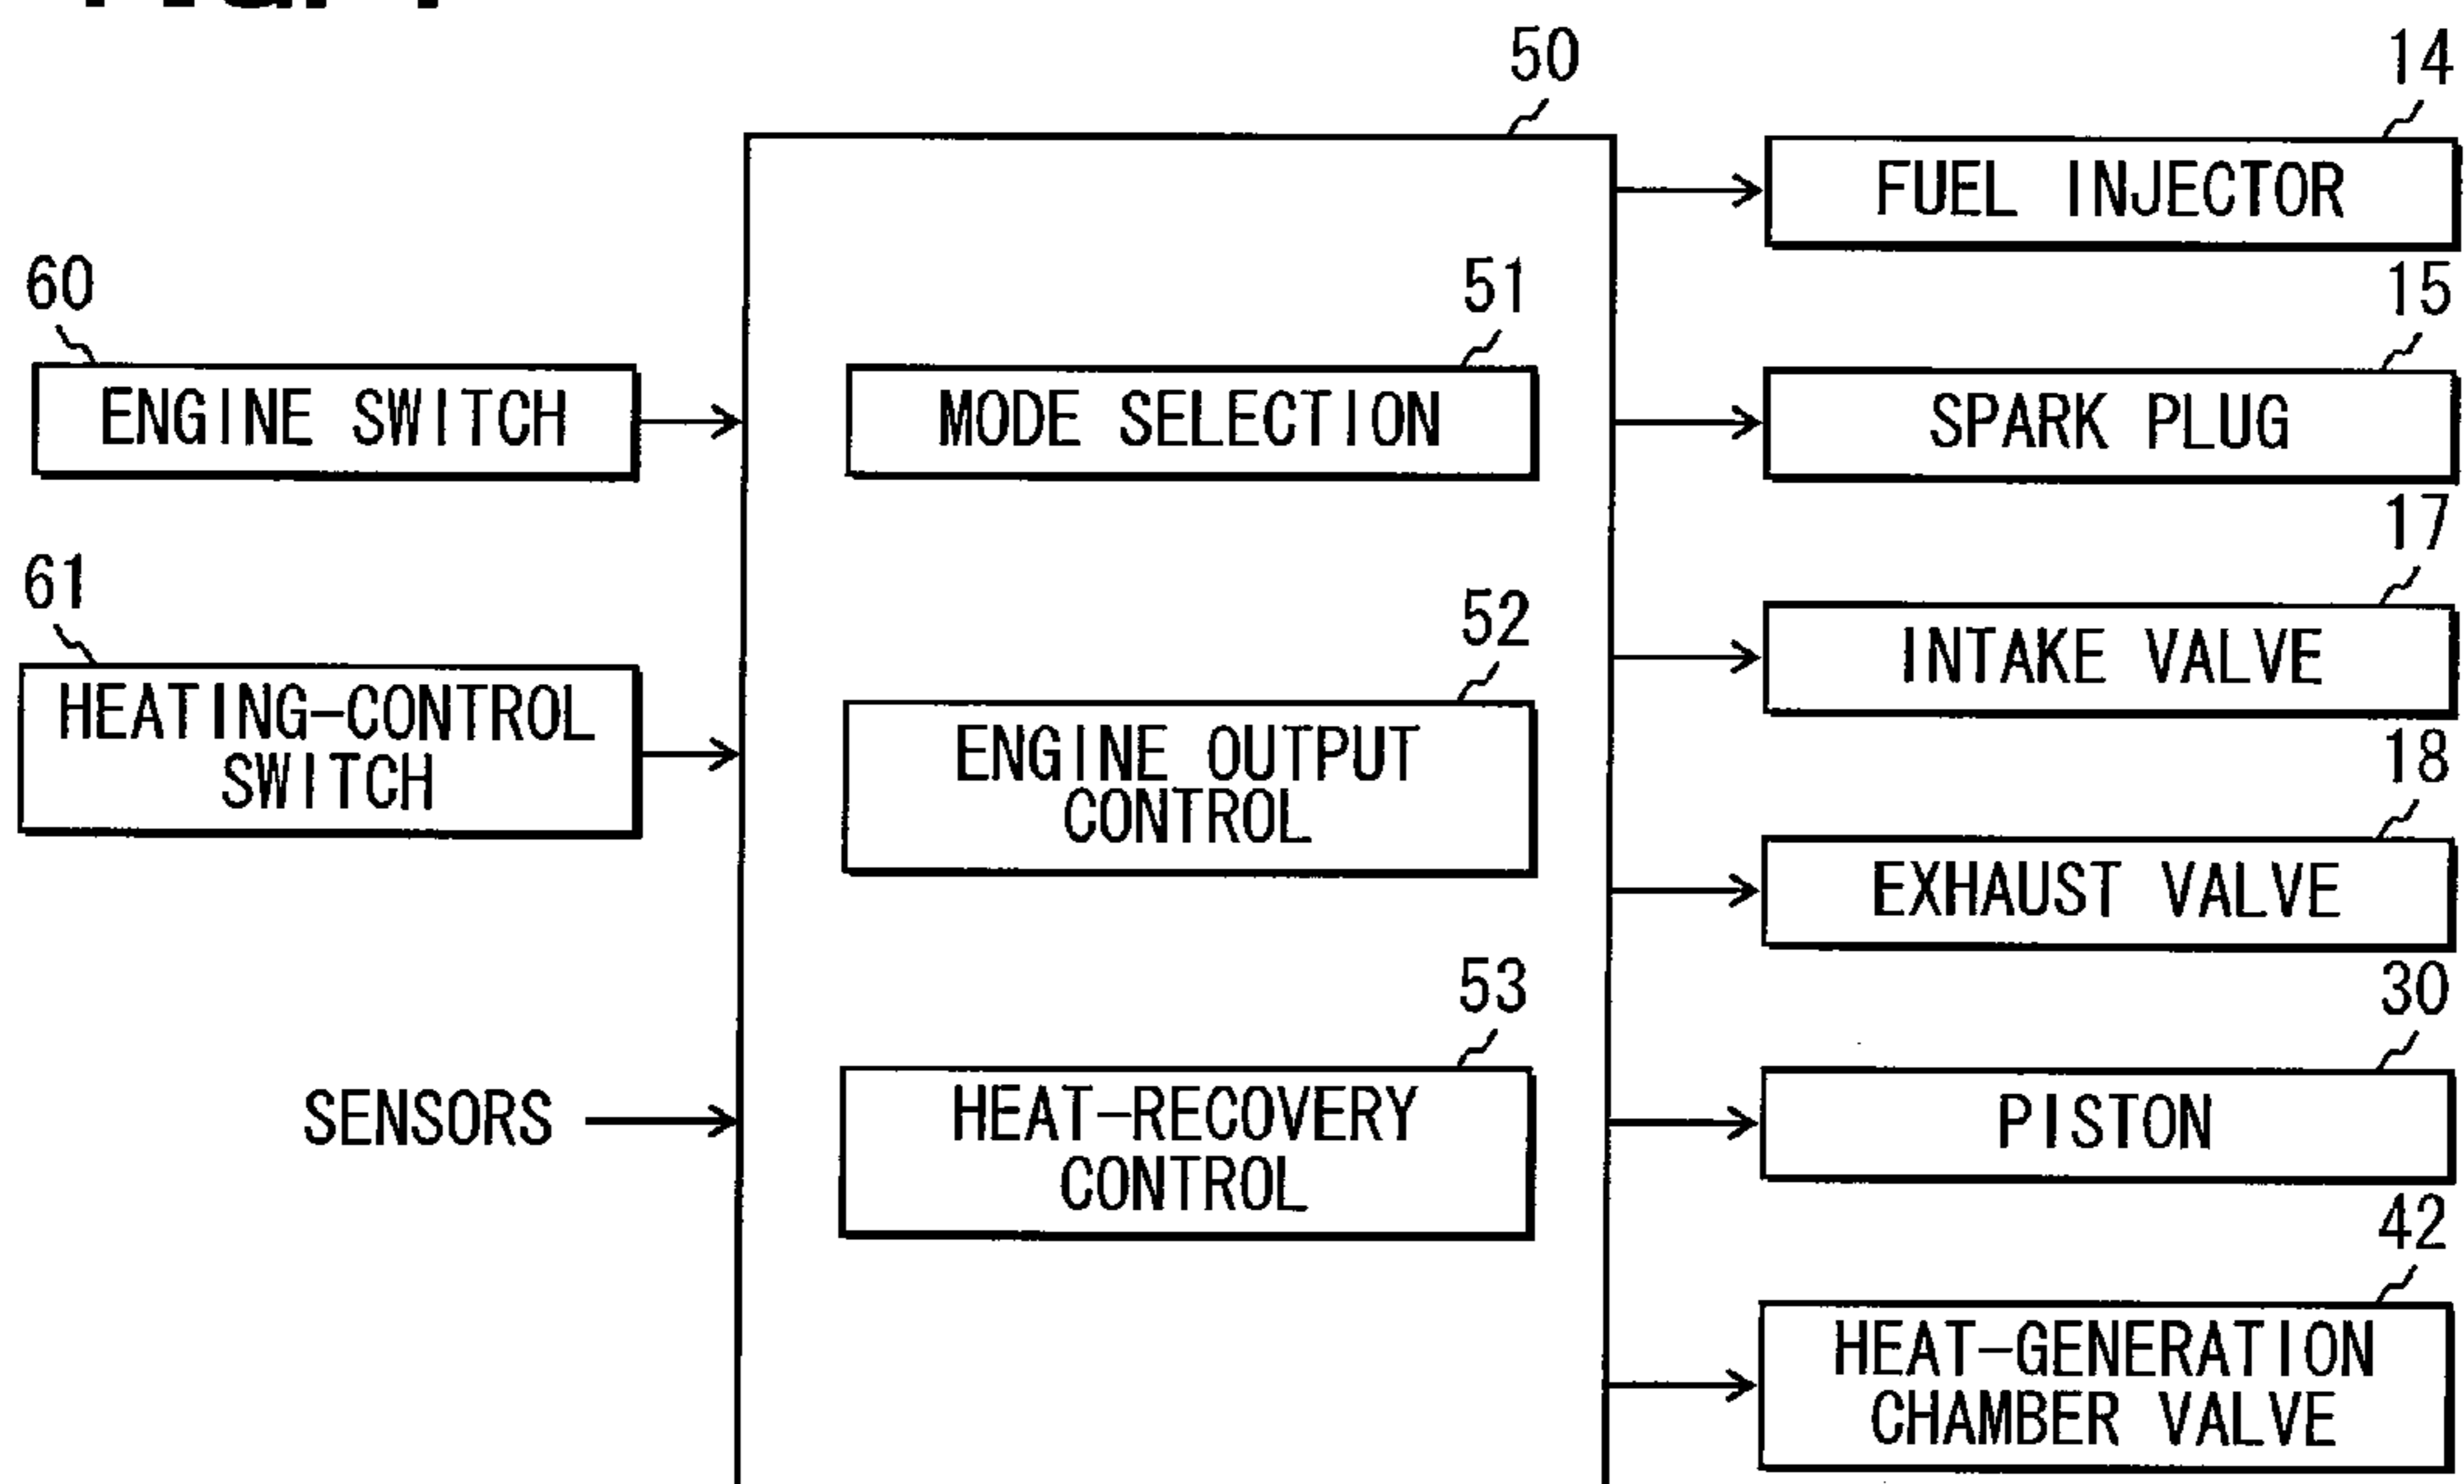 50
14
FUEL INJECTOR
60
51
15
ENGINE SWITCH
MODE SELECTION
SPARK PLUG
17
INTAKE VALVE
61
HEATING-CONTROL
SWITCH
52
ENGINE OUTPUT
CONTROL
18
EXHAUST VALVE
SENSORS
53
HEAT-RECOVERY
CONTROL
30
PISTON
42
HEAT-GENERATION
CHAMBER VALVE